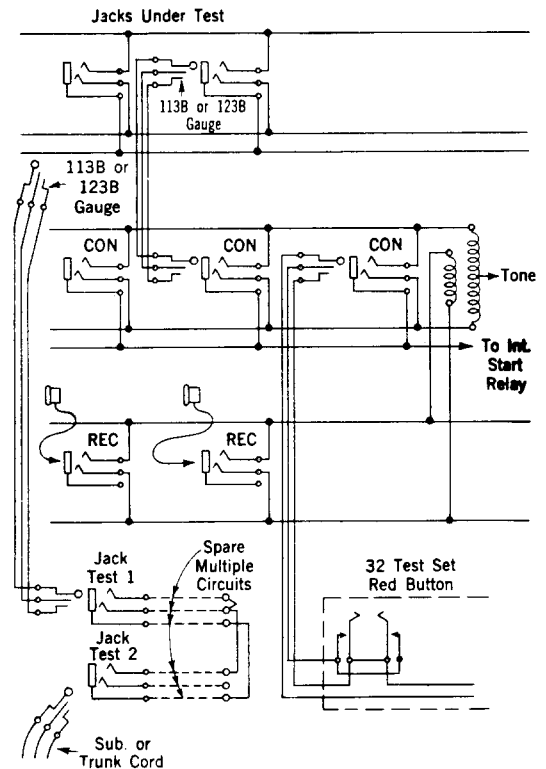 Jacks Under Test
113B or 123B
Gauge
113B or
123B
Gauge
CON
CON
CON
Tone
To Int.
Start
Relay
REC
REC
Jack
Test 1
Spare
Multiple
Circuits
32 Test Set
Red Button
Jack
Test 2
Sub. or
Trunk Cord